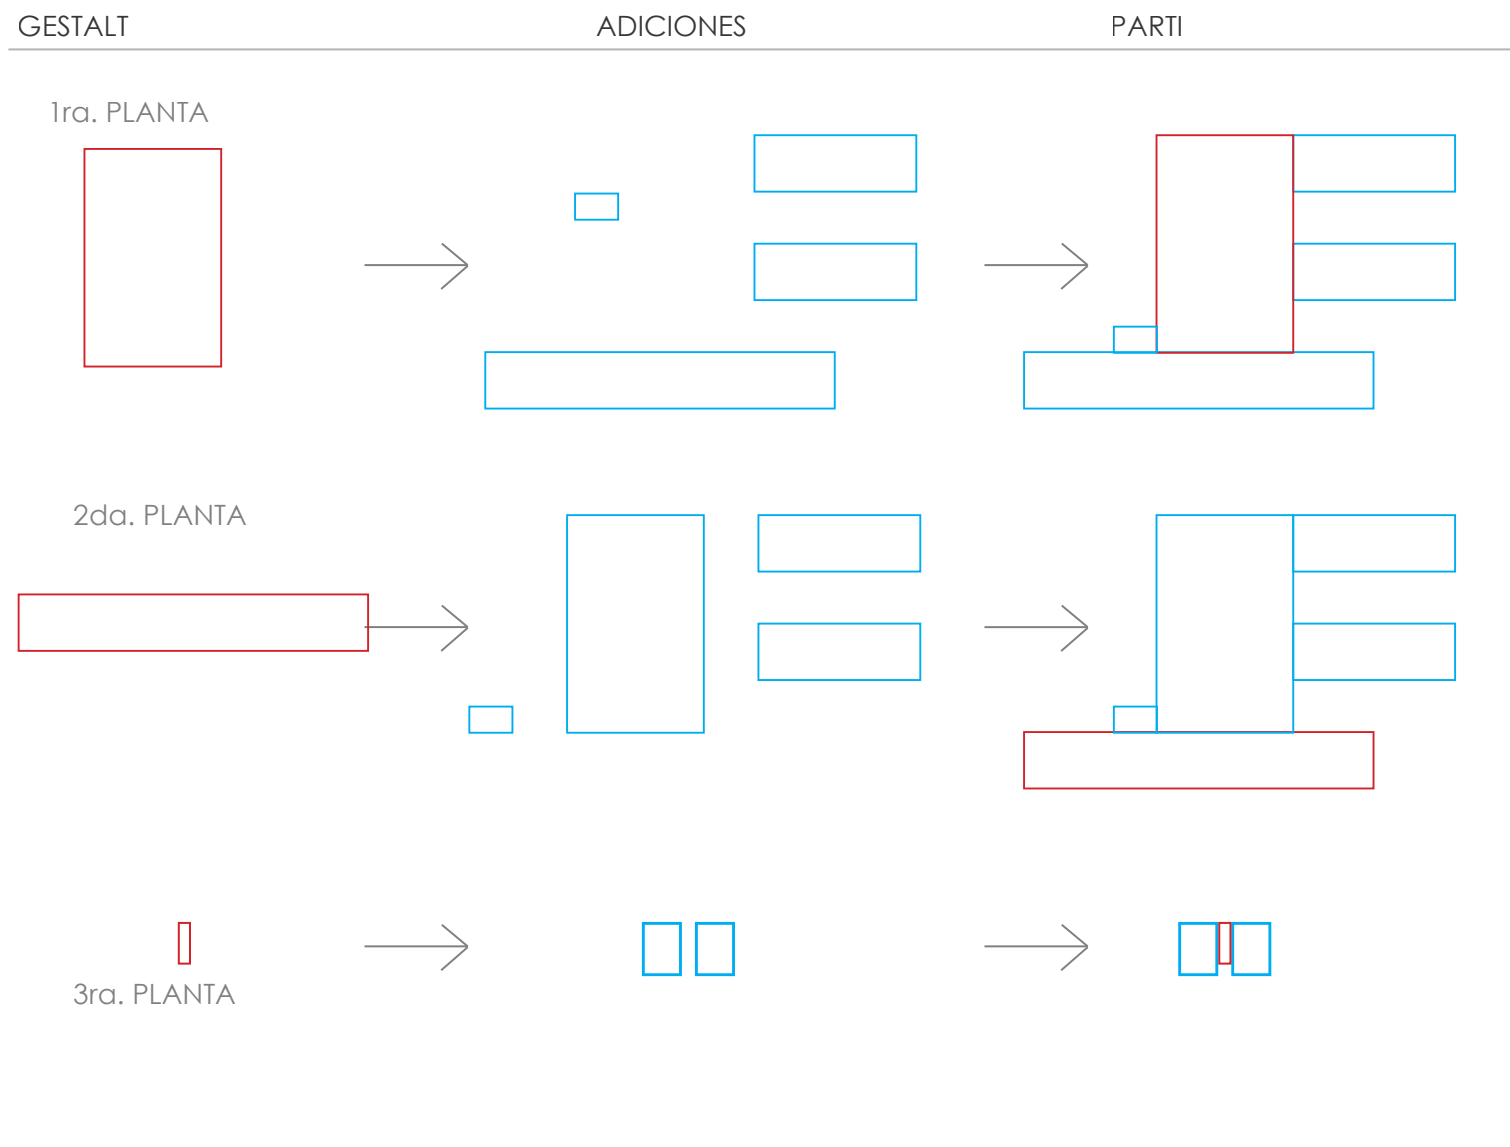 GESTALT
ADICIONES
PARTI
1ra. PLANTA
2da. PLANTA
3ra. PLANTA